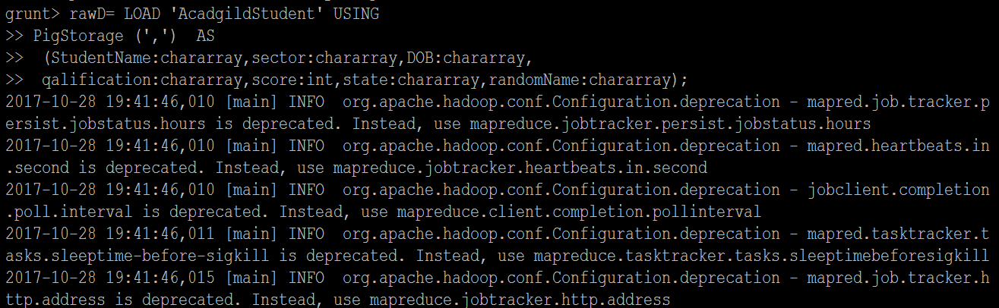 grunt> rawD= LOAD 'AcadgildStudent' USING
>> PigStorage (',')  AS
>>  (StudentName:chararray,sector:chararray,DOB:chararray,
>>  qalification:chararray,score:int,state:chararray,randomName:chararray);
2017-10-28 19:41:46,010 [main] INFO  org.apache.hadoop.conf.Configuration.deprecation - mapred.job.tracker.p
ersist.jobstatus.hours is deprecated. Instead, use mapreduce.jobtracker.persist.jobstatus.hours
2017-10-28 19:41:46,010 [main] INFO  org.apache.hadoop.conf.Configuration.deprecation - mapred.heartbeats.in
.second is deprecated. Instead, use mapreduce.jobtracker.heartbeats.in.second
2017-10-28 19:41:46,010 [main] INFO  org.apache.hadoop.conf.Configuration.deprecation - jobclient.completion
.poll.interval is deprecated. Instead, use mapreduce.client.completion.pollinterval
2017-10-28 19:41:46,011 [main] INFO  org.apache.hadoop.conf.Configuration.deprecation - mapred.tasktracker.t
asks.sleeptime-before-sigkill is deprecated. Instead, use mapreduce.tasktracker.tasks.sleeptimebeforesigkill
2017-10-28 19:41:46,015 [main] INFO  org.apache.hadoop.conf.Configuration.deprecation - mapred.job.tracker.h
ttp.address is deprecated. Instead, use mapreduce.jobtracker.http.address